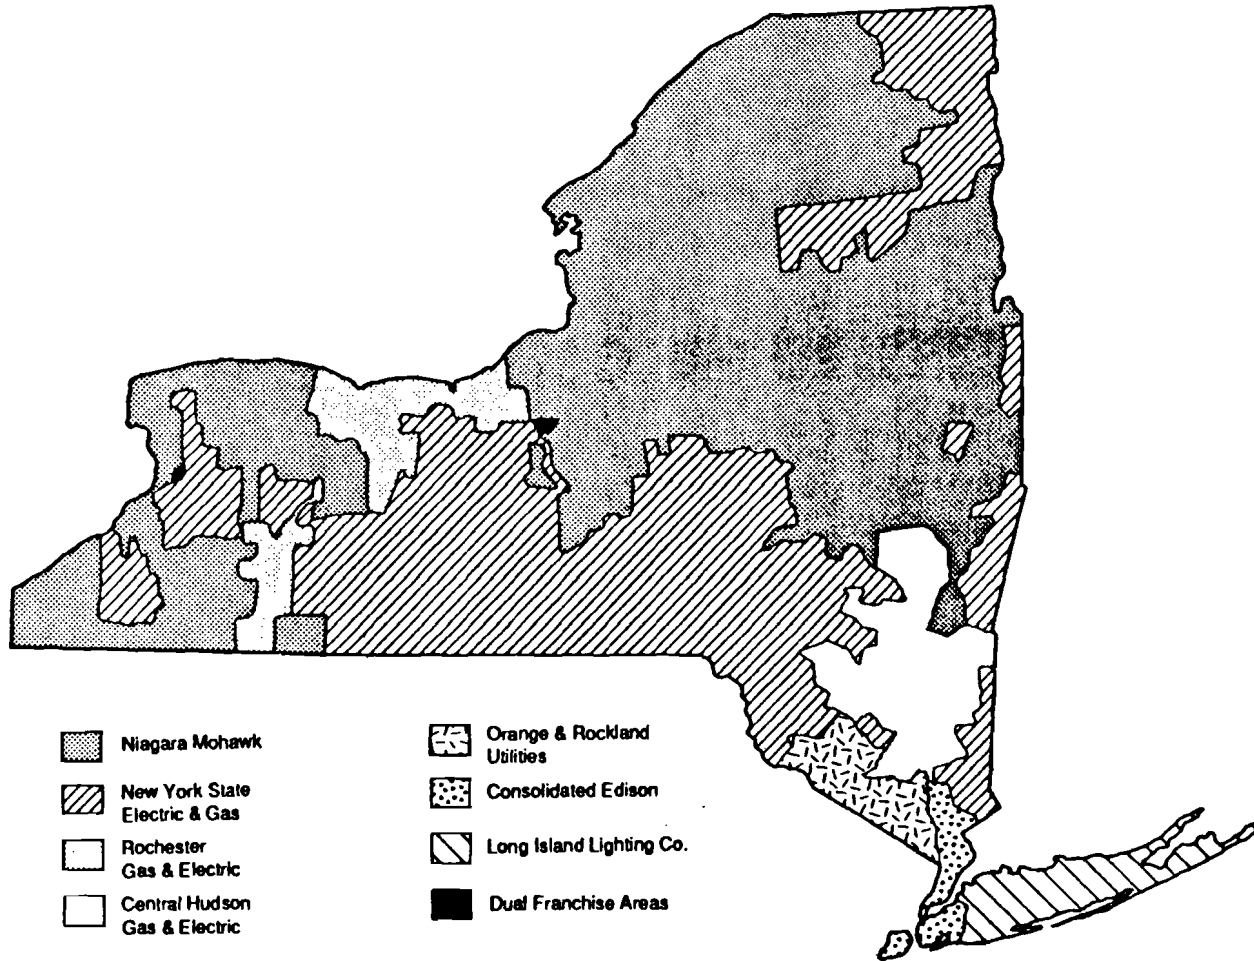 Niagara Mohawk
New York State
Electric & Gas
Rochester
Gas & Electric
Central Hudson
Gas & Electric
Orange & Rockland
Utilities
Consolidated Edison
Long Island Lighting Co.
Dual Franchise Areas